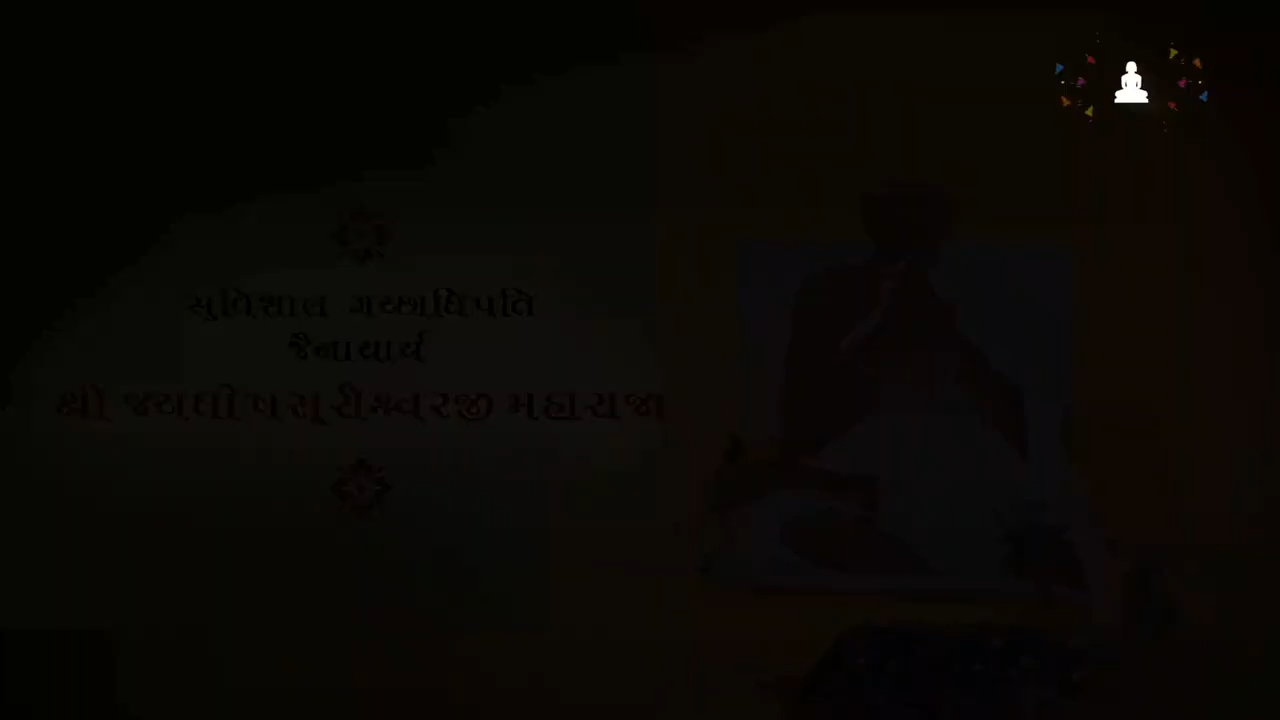 સુવિશાલ ગચ્છાધિપતિ
જૈનાચાર્ય
શ્રી જયઘોષસૂરીશ્વરજી મહારાજા